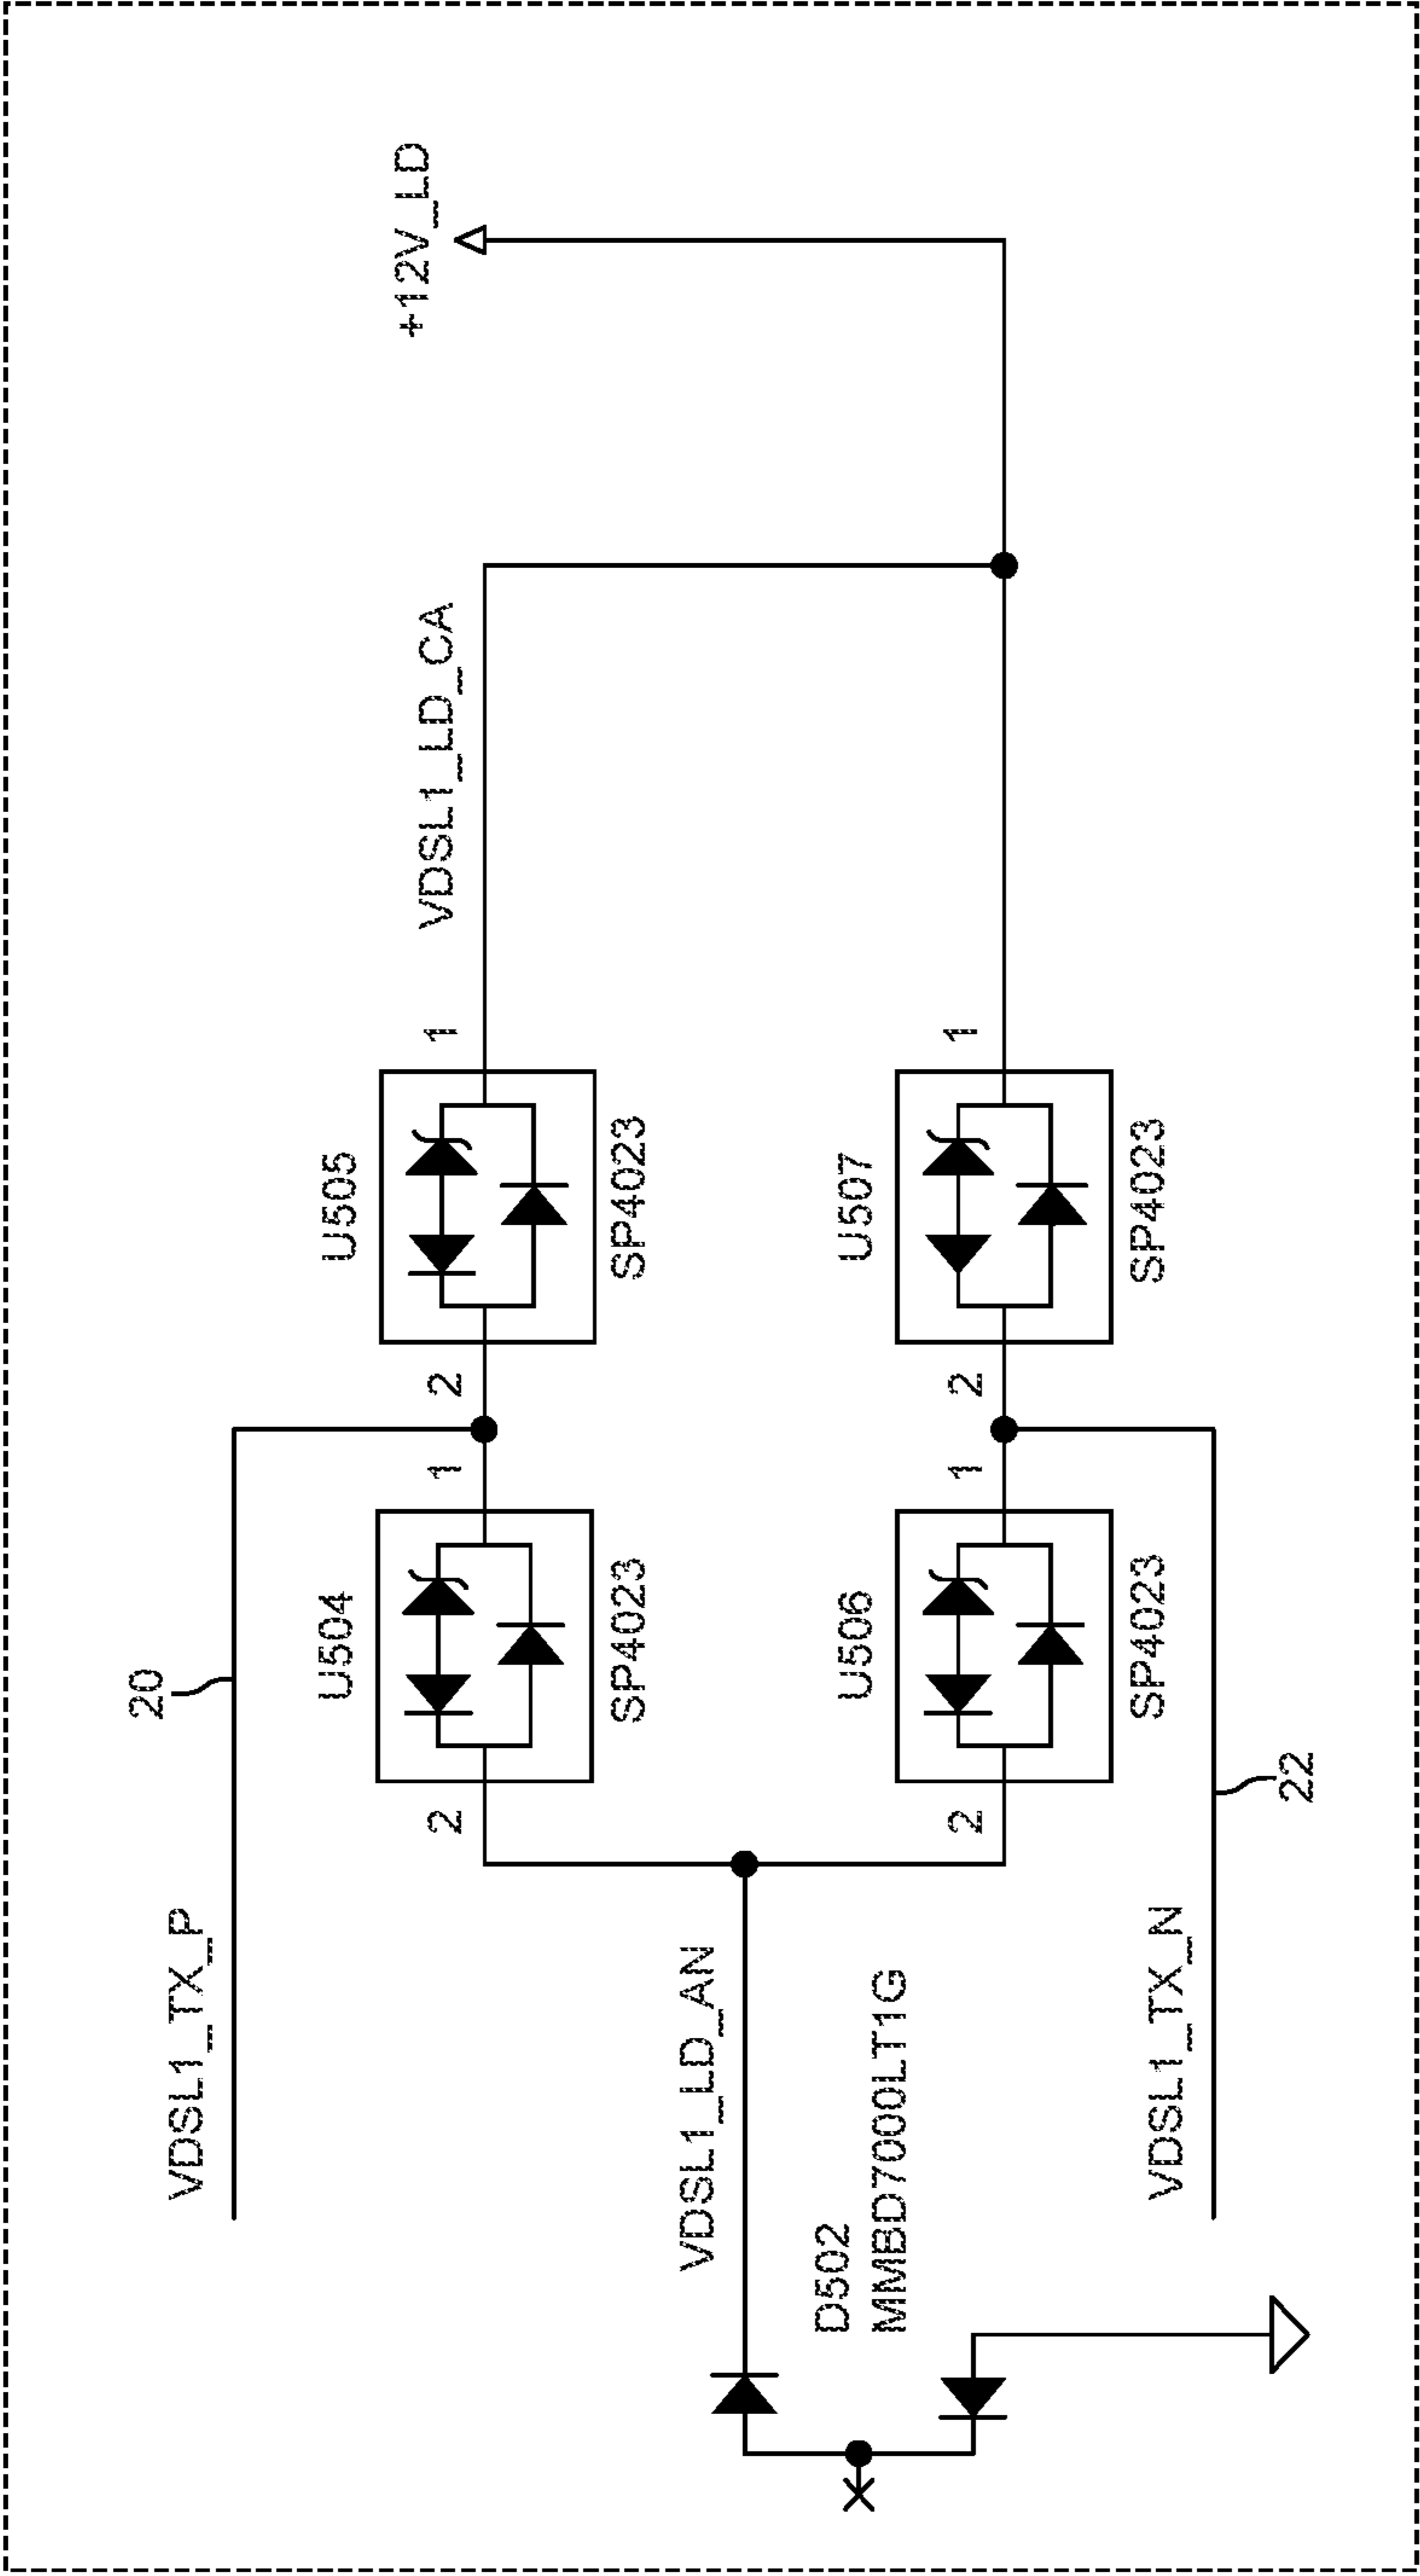 VDSL1_TX_P
20
U504
1
2
SP4023
U505
1
2
SP4023
VDSL1_LD_CA
+12V_LD
VDSL1_LD_AN
D502
MMBD7000LT1G
U506
1
2
SP4023
U507
1
2
SP4023
VDSL1_TX_N
22